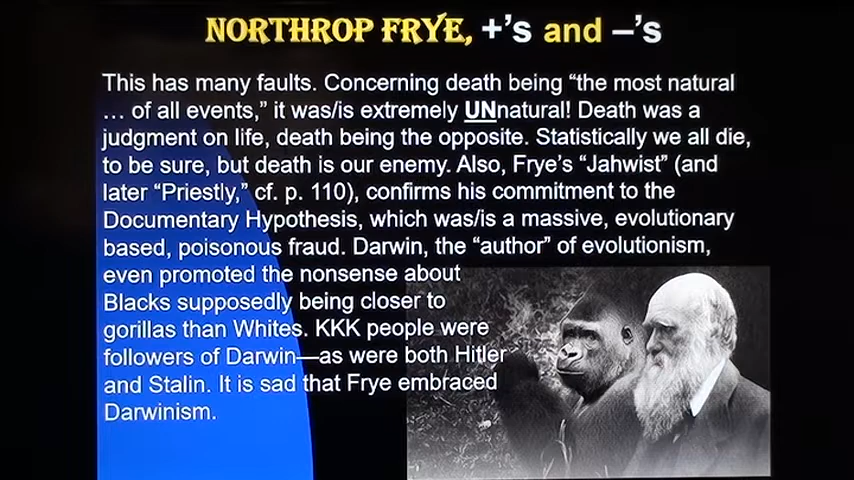 NORTHROP FRYE, +’s and –’s
This has many faults. Concerning death being “the most natural
… of all events,” it was/is extremely UNnatural! Death was a
judgment on life, death being the opposite. Statistically we all die,
to be sure, but death is our enemy. Also, Frye’s “Jahwist” (and
later “Priestly,” cf. p. 110), confirms his commitment to the
Documentary Hypothesis, which was/is a massive, evolutionary
based, poisonous fraud. Darwin, the “author” of evolutionism,
even promoted the nonsense about
Blacks supposedly being closer to
gorillas than Whites. KKK people were
followers of Darwin—as were both Hitler
and Stalin. It is sad that Frye embraced
Darwinism.